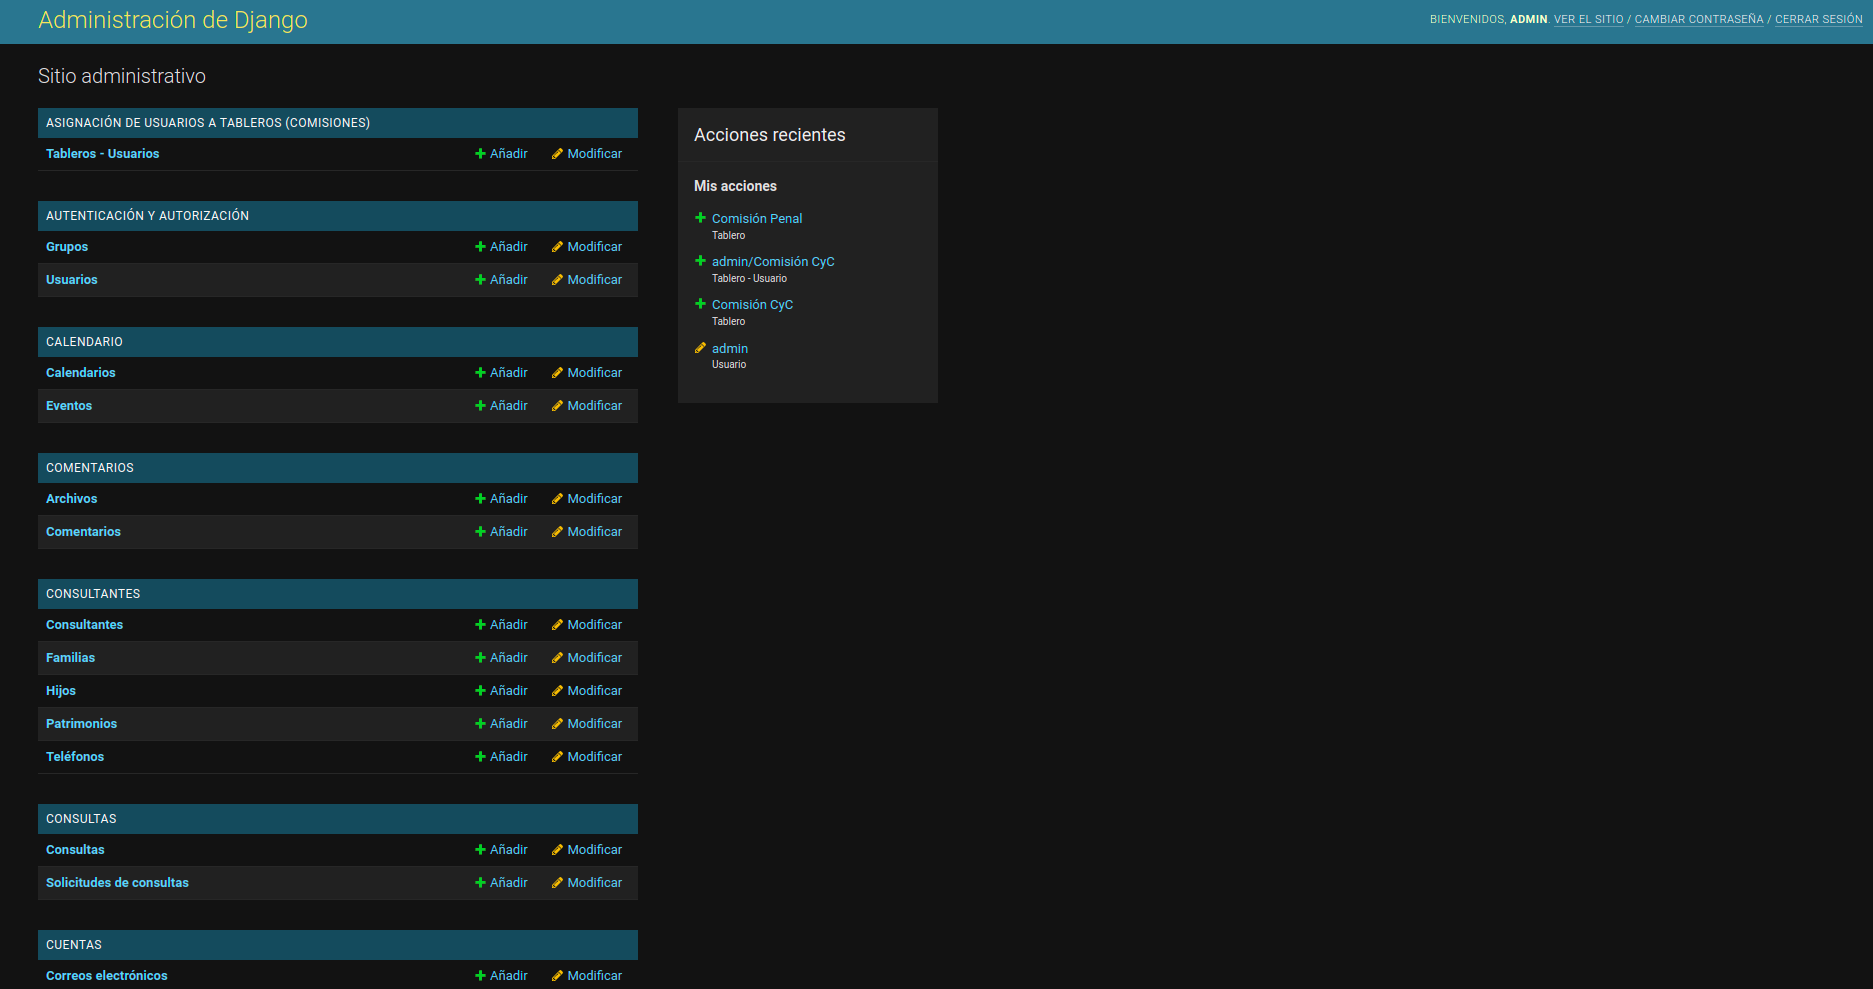 Administración de Django
BIENVENIDOS, ADMIN. VER EL SITIO / CAMBIAR CONTRASEÑA / CERRAR SESIÓN
Sitio administrativo
ASIGNACIÓN DE USUARIOS A TABLEROS (COMISIONES)
Tableros - Usuarios Añadir Modificar
AUTENTICACIÓN Y AUTORIZACIÓN
Grupos Añadir Modificar
Usuarios Añadir Modificar
CALENDARIO
Calendarios Añadir Modificar
Eventos Añadir Modificar
COMENTARIOS
Archivos Añadir Modificar
Comentarios Añadir Modificar
CONSULTANTES
Consultantes Añadir Modificar
Familias Añadir Modificar
Hijos Añadir Modificar
Patrimonios Añadir Modificar
Teléfonos Añadir Modificar
CONSULTAS
Consultas Añadir Modificar
Solicitudes de consultas Añadir Modificar
CUENTAS
Correos electrónicos Añadir Modificar
Acciones recientes
Mis acciones
Comisión Penal
Tablero
admin/Comisión CyC
Tablero - Usuario
Comisión CyC
Tablero
admin
Usuario